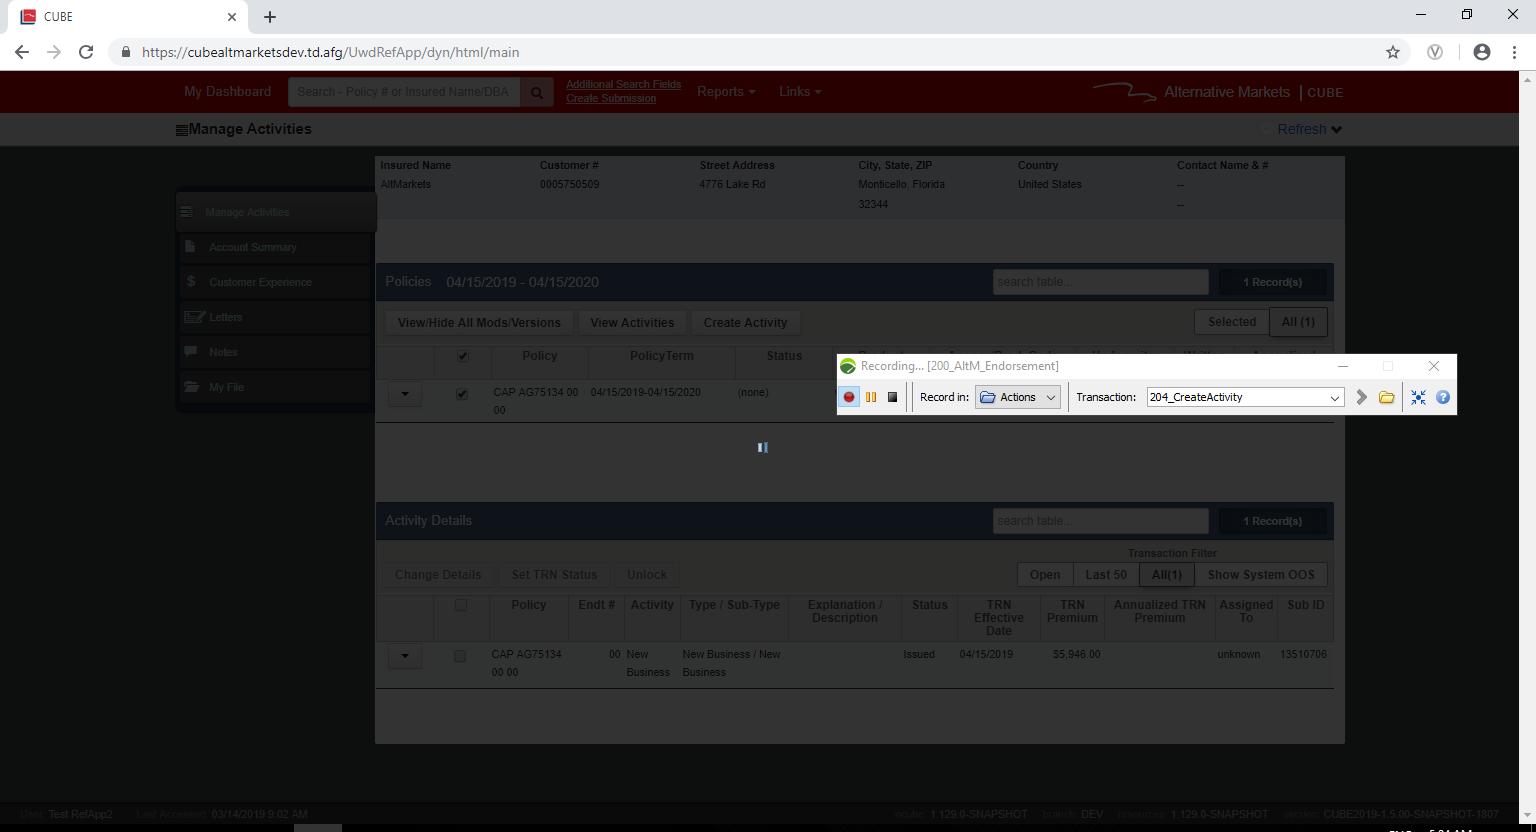 CUBE
https://cubealtmarketsdev.td.afg/UwdRefApp/dyn/html/main
My Dashboard
Search - Policy # or Insured Name/DBA
Additional Search Fields
Create Submission
Reports
Links
Alternative Markets | CUBE
Manage Activities
Refresh
Insured Name Customer # Street Address City, State, ZIP Country Contact Name & #
AltMarkets 0005750509 4776 Lake Rd Monticello, Florida United States --
32344 --
Manage Activities
Account Summary
Customer Experience
Letters
Notes
My File
Policies 04/15/2019 - 04/15/2020 search table... 1 Record(s)
View/Hide All Mods/Versions View Activities Create Activity Selected All (1)
Policy PolicyTerm Status
CAP AG75134 00 04/15/2019-04/15/2020 (none)
00
Recording... [200_AltM_Endorsement]
Record in: Actions Transaction: 204_CreateActivity
Activity Details search table... 1 Record(s)
Transaction Filter
Change Details Set TRN Status Unlock Open Last 50 All(1) Show System OOS
Policy Endt # Activity Type / Sub-Type Explanation / Status TRN TRN Annualized TRN Assigned Sub ID
Description Effective Premium Premium To
Date
CAP AG75134 00 New New Business / New Issued 04/15/2019 $5,946.00 unknown 13510706
00 00 Business Business
User: Test RefApp2 Last Accessed: 03/14/2019 9:02 AM ncube: 1.129.0-SNAPSHOT branch: DEV resources: 1.129.0-SNAPSHOT version: CUBE2019-1.5.00-SNAPSHOT-1807